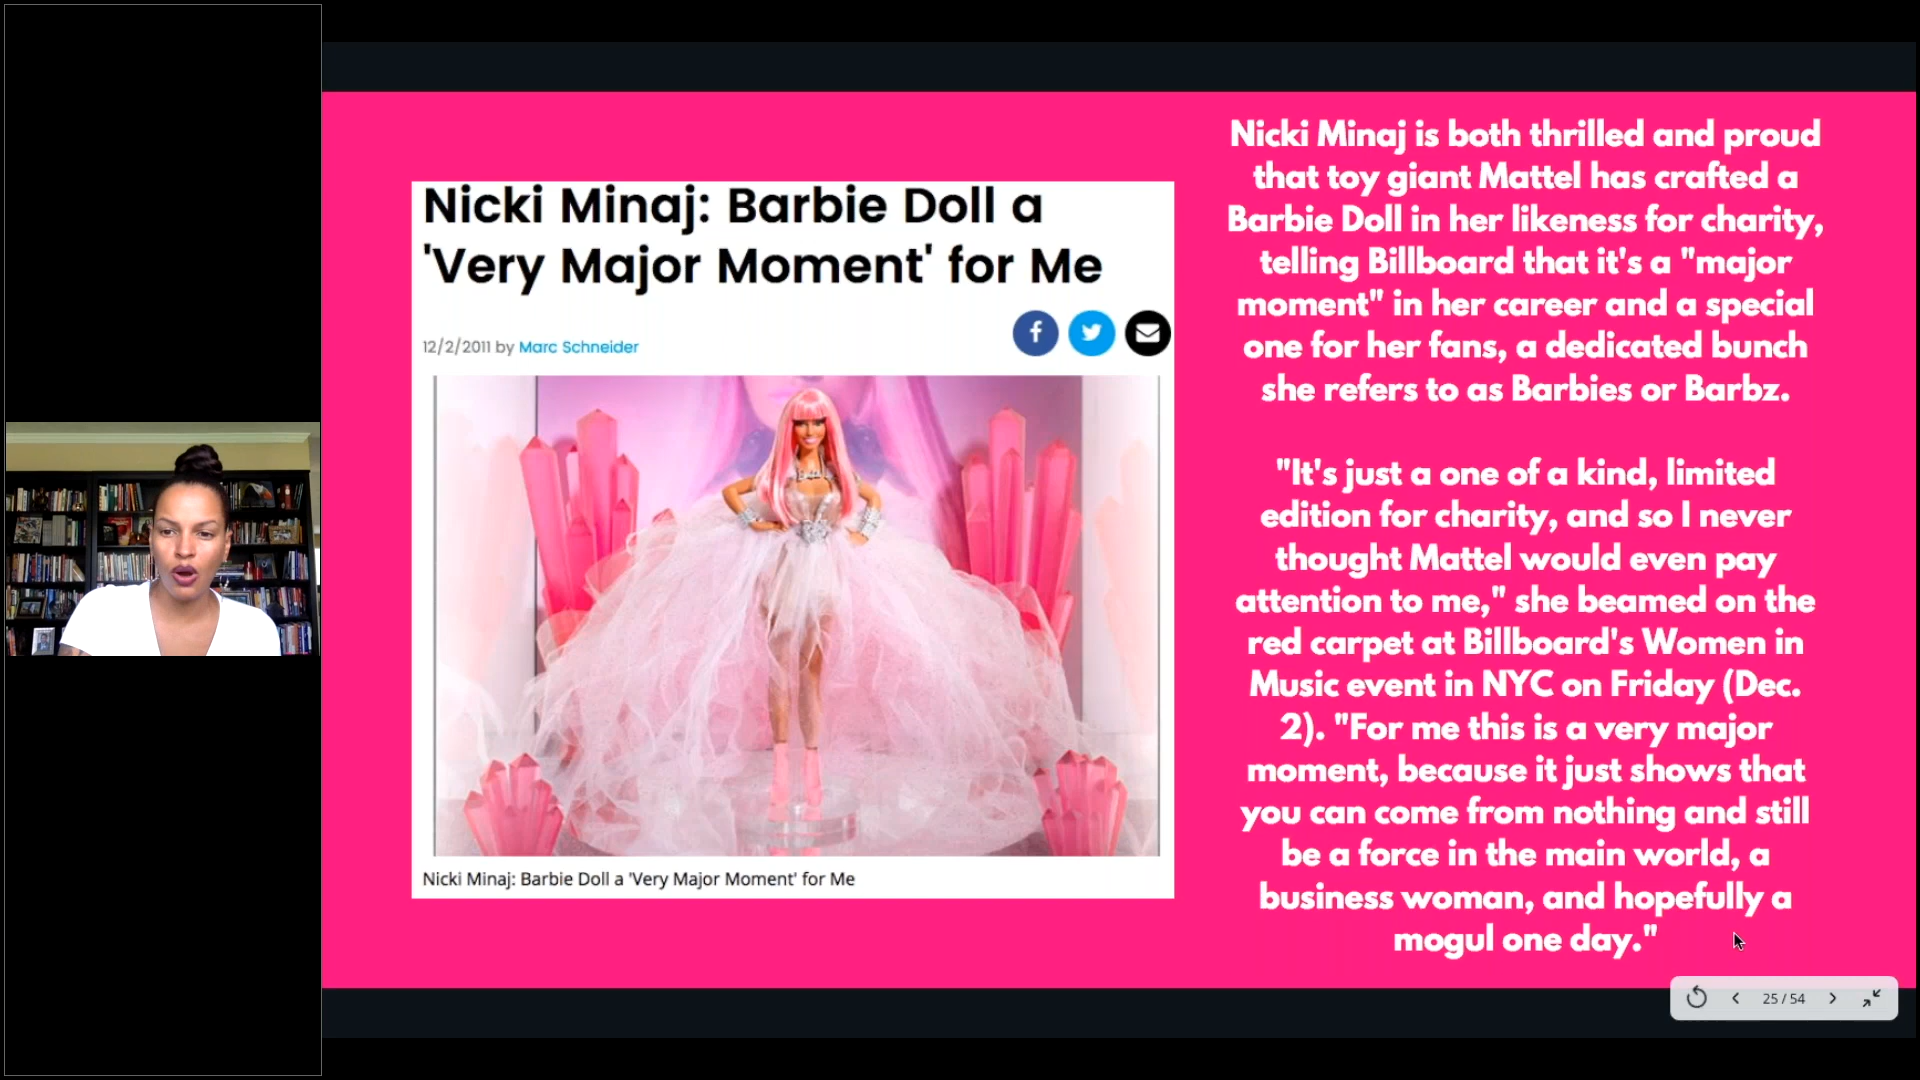 Nicki Minaj: Barbie Doll a
'Very Major Moment' for Me
12/2/2011 by Marc Schneider
Nicki Minaj: Barbie Doll a 'Very Major Moment' for Me
Nicki Minaj is both thrilled and proud
that toy giant Mattel has crafted a
Barbie Doll in her likeness for charity,
telling Billboard that it's a "major
moment" in her career and a special
one for her fans, a dedicated bunch
she refers to as Barbies or Barbz.
"It's just a one of a kind, limited
edition for charity, and so I never
thought Mattel would even pay
attention to me," she beamed on the
red carpet at Billboard's Women in
Music event in NYC on Friday (Dec.
2). "For me this is a very major
moment, because it just shows that
you can come from nothing and still
be a force in the main world, a
business woman, and hopefully a
mogul one day."
25 / 54